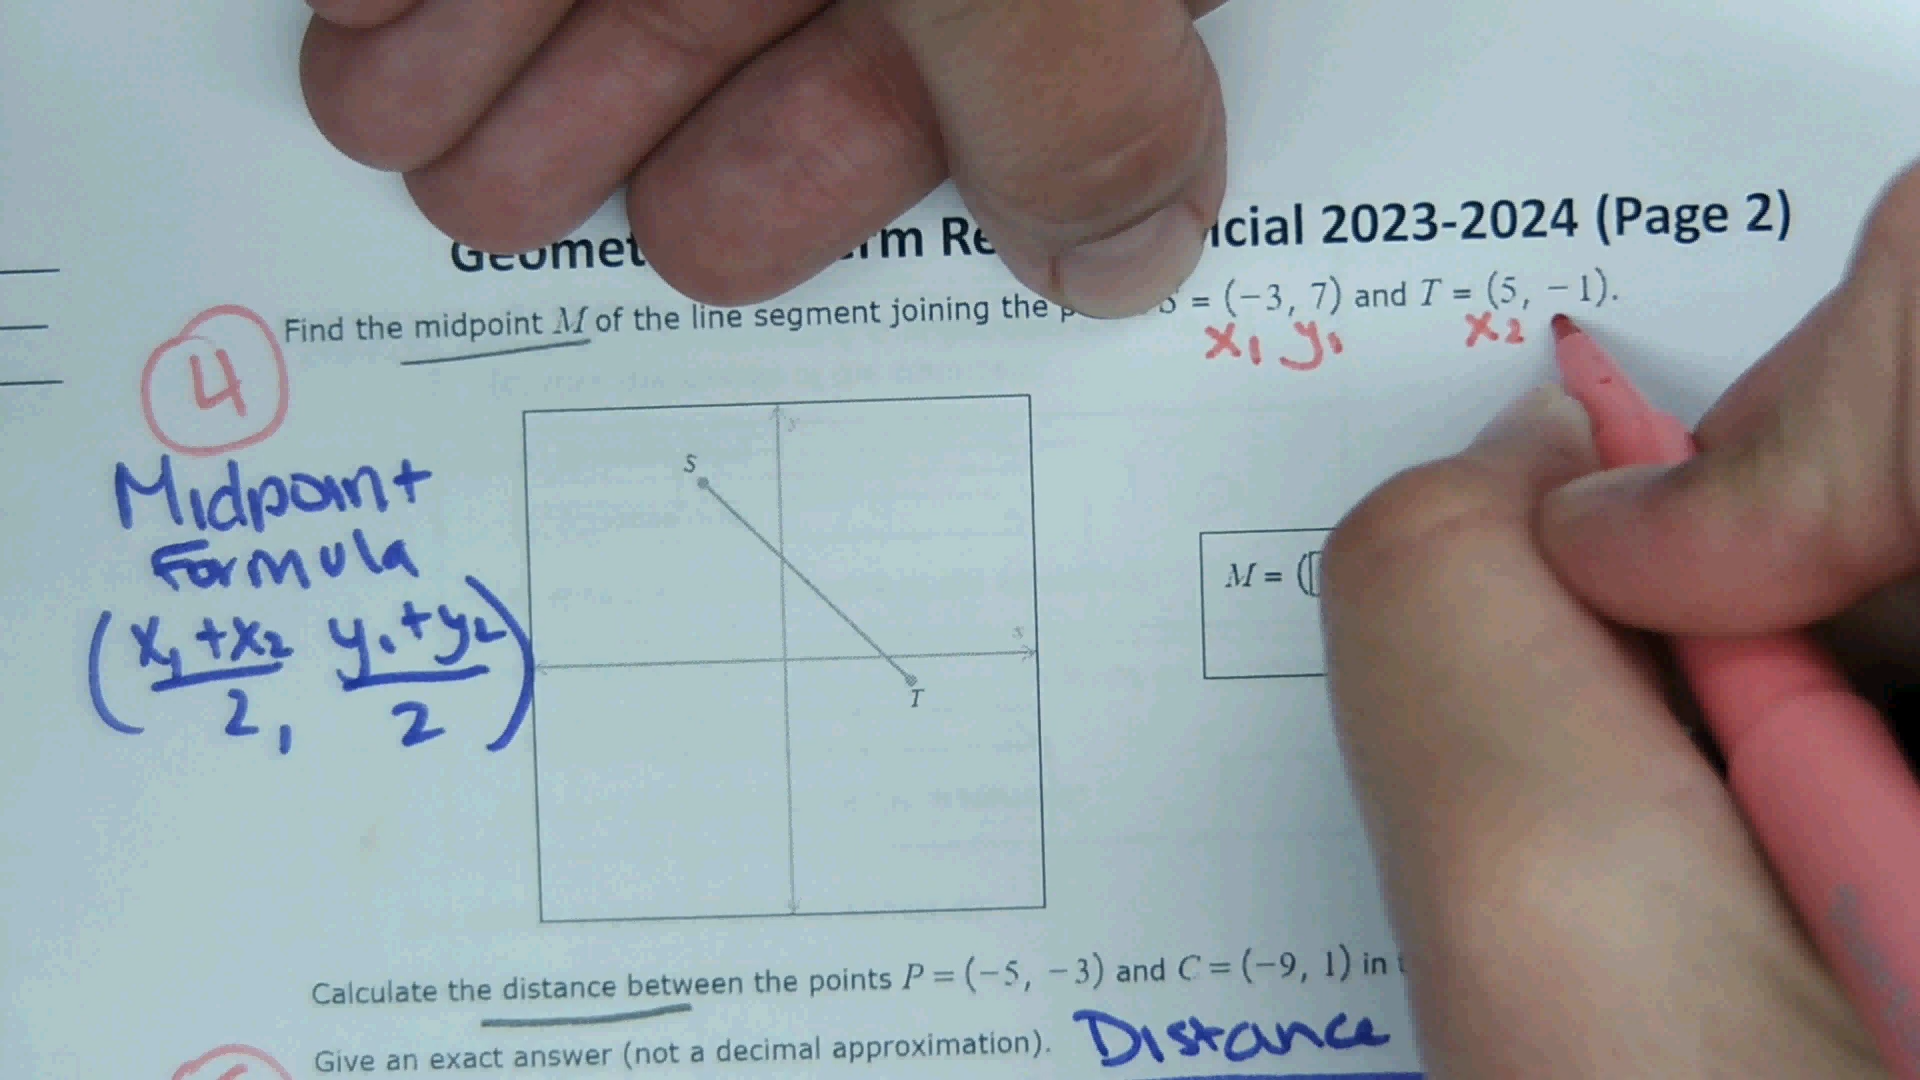 icial 2023-2024 (Page 2)
Find the midpoint M of the line segment joining the = (−3, 7) and T = (5, −1).
x₁ y₁ x₂
4
Midpoint
Formula
(x₁+x₂/2, y₁+y₂/2)
y
S
x
T
M = (
Calculate the distance between the points P = (−5, −3) and C = (−9, 1) in
Give an exact answer (not a decimal approximation). Distance